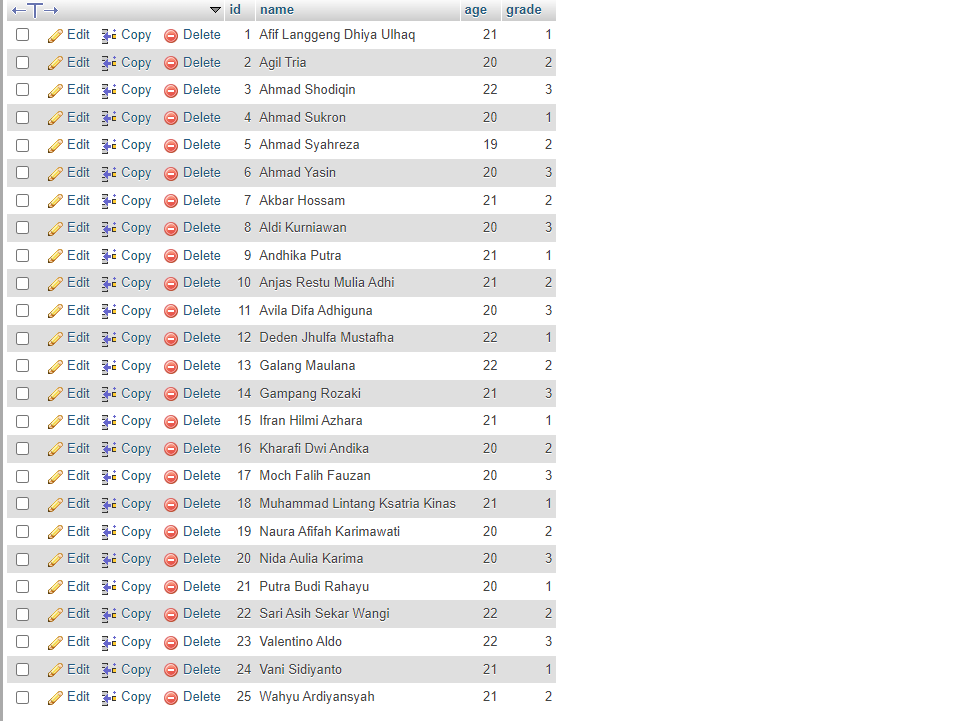 id name age grade
Edit Copy Delete 1 Afif Langgeng Dhiya Ulhaq 21 1
Edit Copy Delete 2 Agil Tria 20 2
Edit Copy Delete 3 Ahmad Shodiqin 22 3
Edit Copy Delete 4 Ahmad Sukron 20 1
Edit Copy Delete 5 Ahmad Syahreza 19 2
Edit Copy Delete 6 Ahmad Yasin 20 3
Edit Copy Delete 7 Akbar Hossam 21 2
Edit Copy Delete 8 Aldi Kurniawan 20 3
Edit Copy Delete 9 Andhika Putra 21 1
Edit Copy Delete 10 Anjas Restu Mulia Adhi 21 2
Edit Copy Delete 11 Avila Difa Adhiguna 20 3
Edit Copy Delete 12 Deden Jhulfa Mustafha 22 1
Edit Copy Delete 13 Galang Maulana 22 2
Edit Copy Delete 14 Gampang Rozaki 21 3
Edit Copy Delete 15 Ifran Hilmi Azhara 21 1
Edit Copy Delete 16 Kharafi Dwi Andika 20 2
Edit Copy Delete 17 Moch Falih Fauzan 20 3
Edit Copy Delete 18 Muhammad Lintang Ksatria Kinas 21 1
Edit Copy Delete 19 Naura Afifah Karimawati 20 2
Edit Copy Delete 20 Nida Aulia Karima 20 3
Edit Copy Delete 21 Putra Budi Rahayu 20 1
Edit Copy Delete 22 Sari Asih Sekar Wangi 22 2
Edit Copy Delete 23 Valentino Aldo 22 3
Edit Copy Delete 24 Vani Sidiyanto 21 1
Edit Copy Delete 25 Wahyu Ardiyansyah 21 2